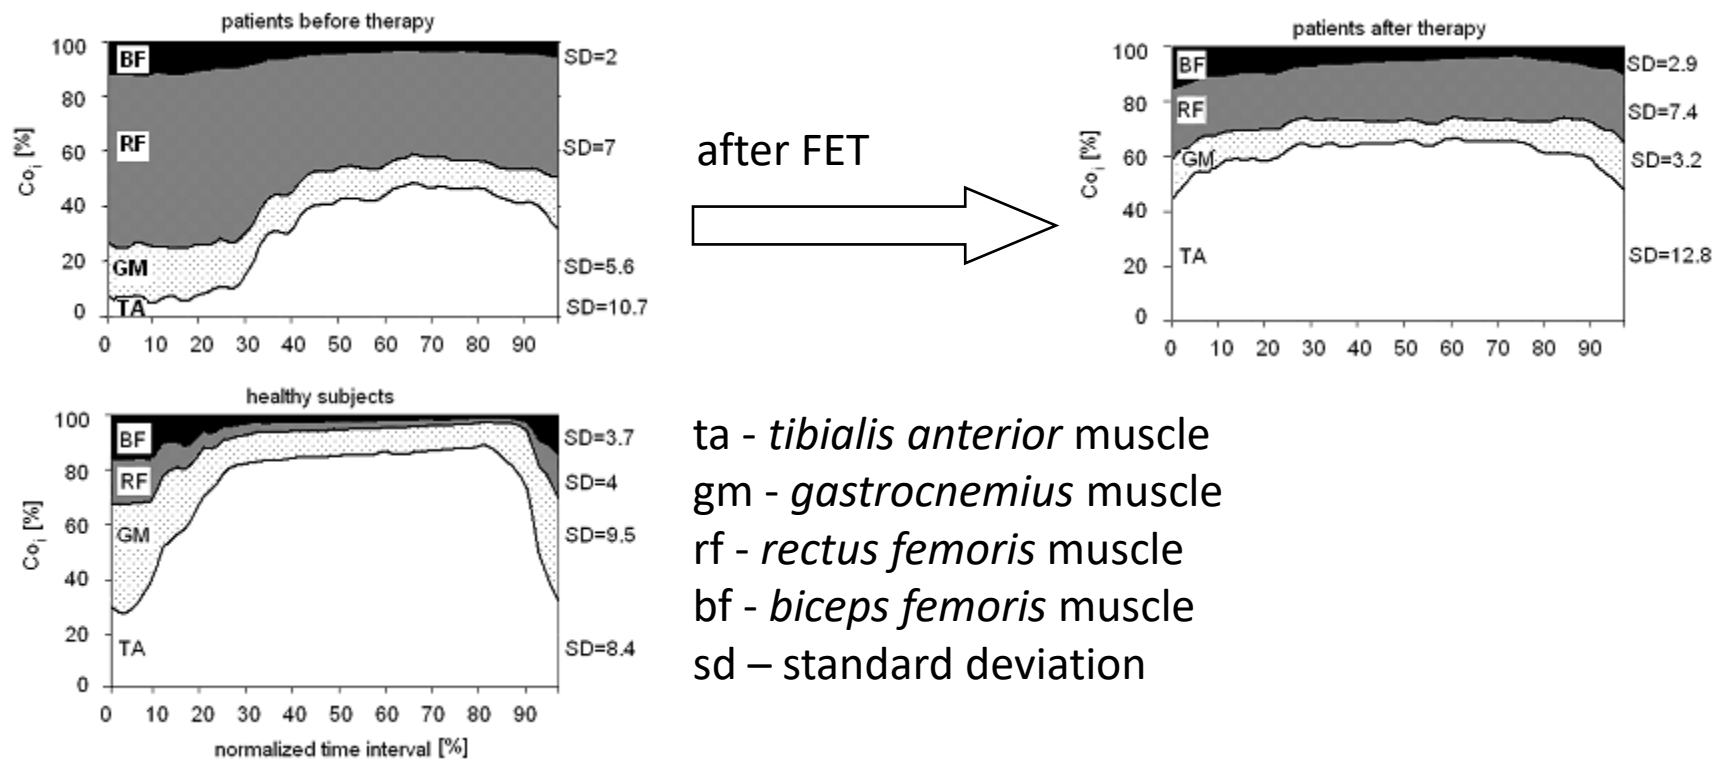 patients before therapy
100
80
60
40
20
0
Co i [%]
BF
RF
GM
TA
SD=2
SD=7
SD=5.6
SD=10.7
0 10 20 30 40 50 60 70 80 90
after FET
patients after therapy
100
80
60
40
20
0
Co i [%]
BF
RF
GM
TA
SD=2.9
SD=7.4
SD=3.2
SD=12.8
0 10 20 30 40 50 60 70 80 90
healthy subjects
100
80
60
40
20
0
Co i [%]
BF
RF
GM
TA
SD=3.7
SD=4
SD=9.5
SD=8.4
0 10 20 30 40 50 60 70 80 90
normalized time interval [%]
ta - tibialis anterior muscle
gm - gastrocnemius muscle
rf - rectus femoris muscle
bf - biceps femoris muscle
sd – standard deviation